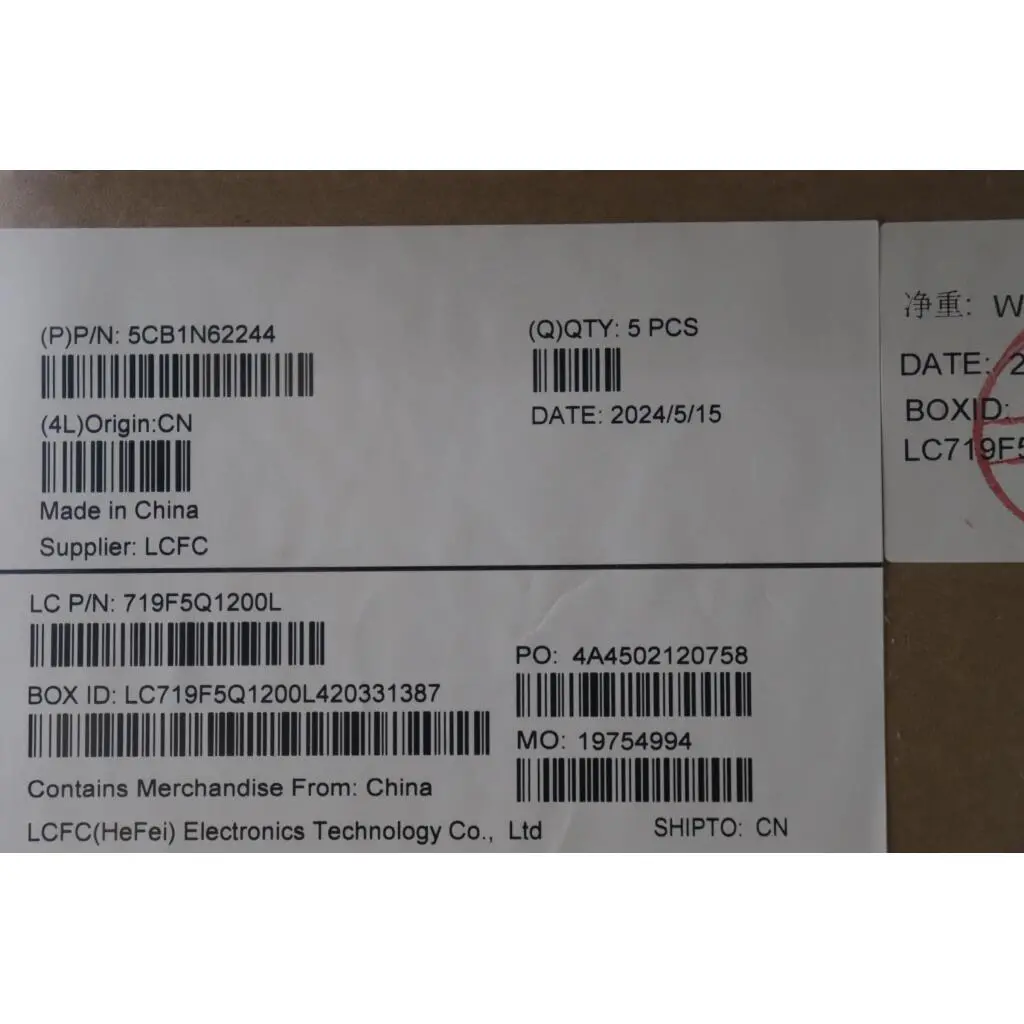 (P)P/N: 5CB1N62244
(Q)QTY: 5 PCS
(4L)Origin:CN
DATE: 2024/5/15
Made in China
Supplier: LCFC
LC P/N: 719F5Q1200L
PO: 4A4502120758
BOX ID: LC719F5Q1200L420331387
MO: 19754994
Contains Merchandise From: China
LCFC(HeFei) Electronics Technology Co., Ltd
SHIPTO: CN
净重: W
DATE: 2
BOXID:
LC719F5